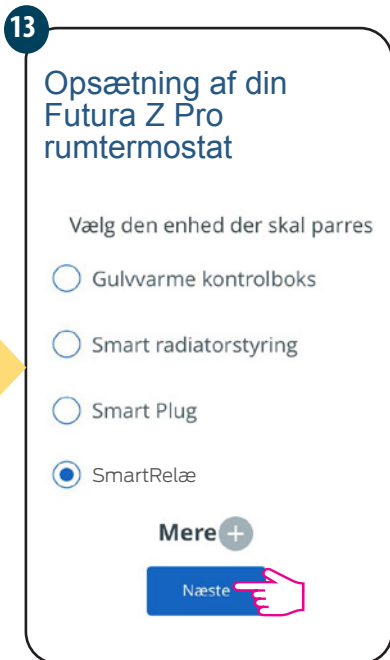 13
Opsætning af din
Futura Z Pro
rumtermostat
Vælg den enhed der skal parres
Gulvvarme kontrolboks
Smart radiatorstyring
Smart Plug
SmartRelæ
Mere +
Næste